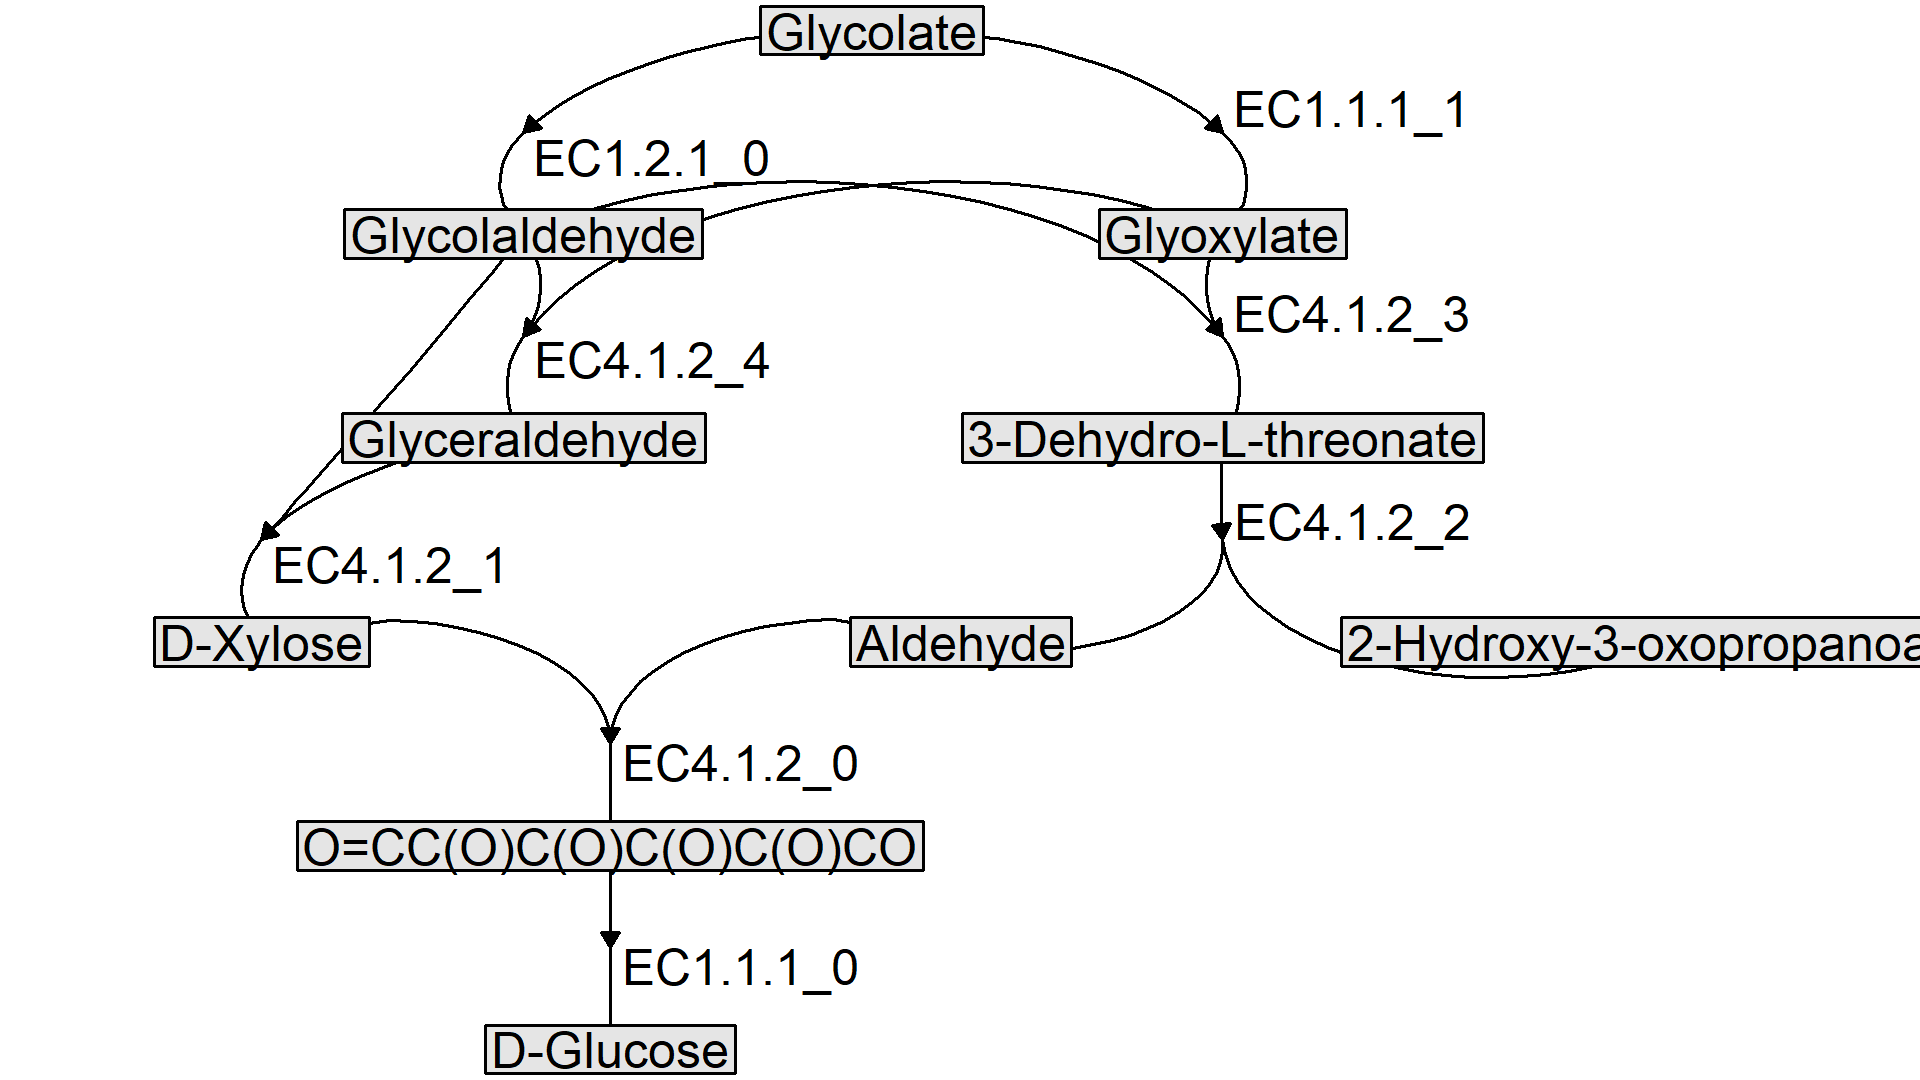 Glycolate
EC1.1.1_1
EC1.2.1_0
Glycolaldehyde
Glyoxylate
EC4.1.2_3
EC4.1.2_4
Glyceraldehyde
3-Dehydro-L-threonate
EC4.1.2_2
EC4.1.2_1
D-Xylose
Aldehyde
2-Hydroxy-3-oxopropanoa
EC4.1.2_0
O=CC(O)C(O)C(O)C(O)CO
EC1.1.1_0
D-Glucose